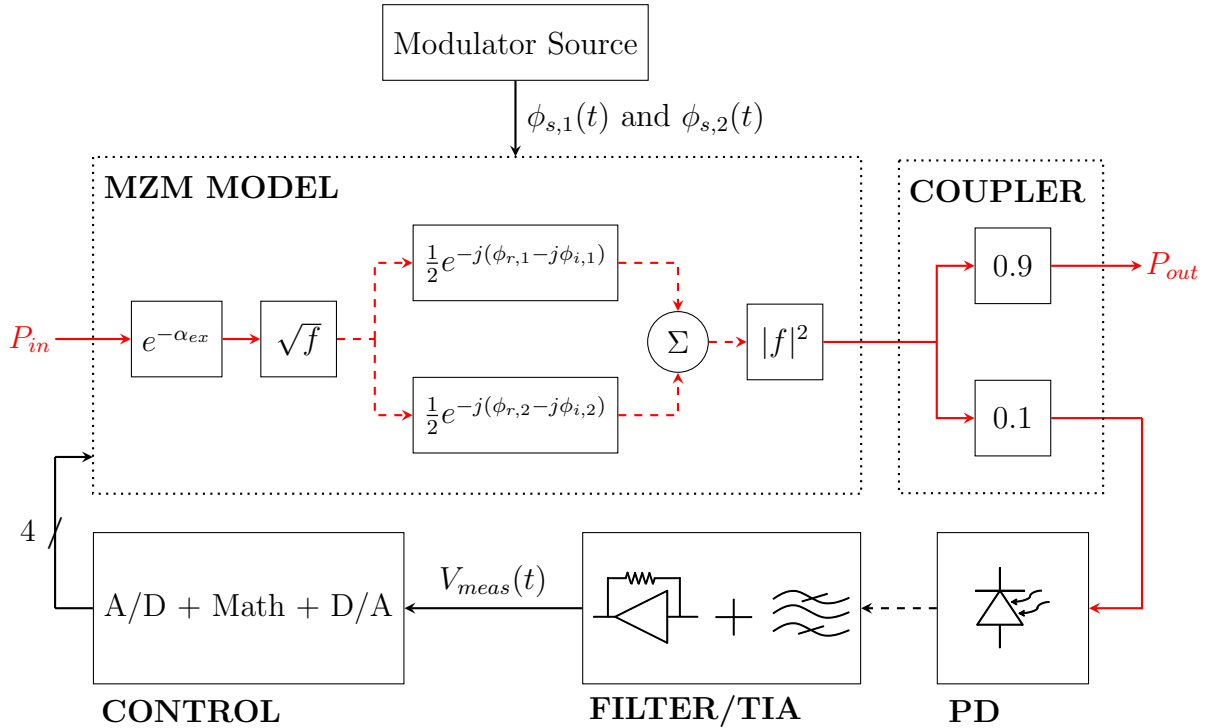 Modulator Source
ϕ_{s,1}(t) and ϕ_{s,2}(t)
MZM MODEL
COUPLER
P_{in}
e^{-α_{ex}}
√f
½e^{-j(ϕ_{r,1}-jϕ_{i,1})}
½e^{-j(ϕ_{r,2}-jϕ_{i,2})}
Σ
|f|²
0.9
P_{out}
0.1
4
A/D + Math + D/A
V_{meas}(t)
CONTROL
FILTER/TIA
PD